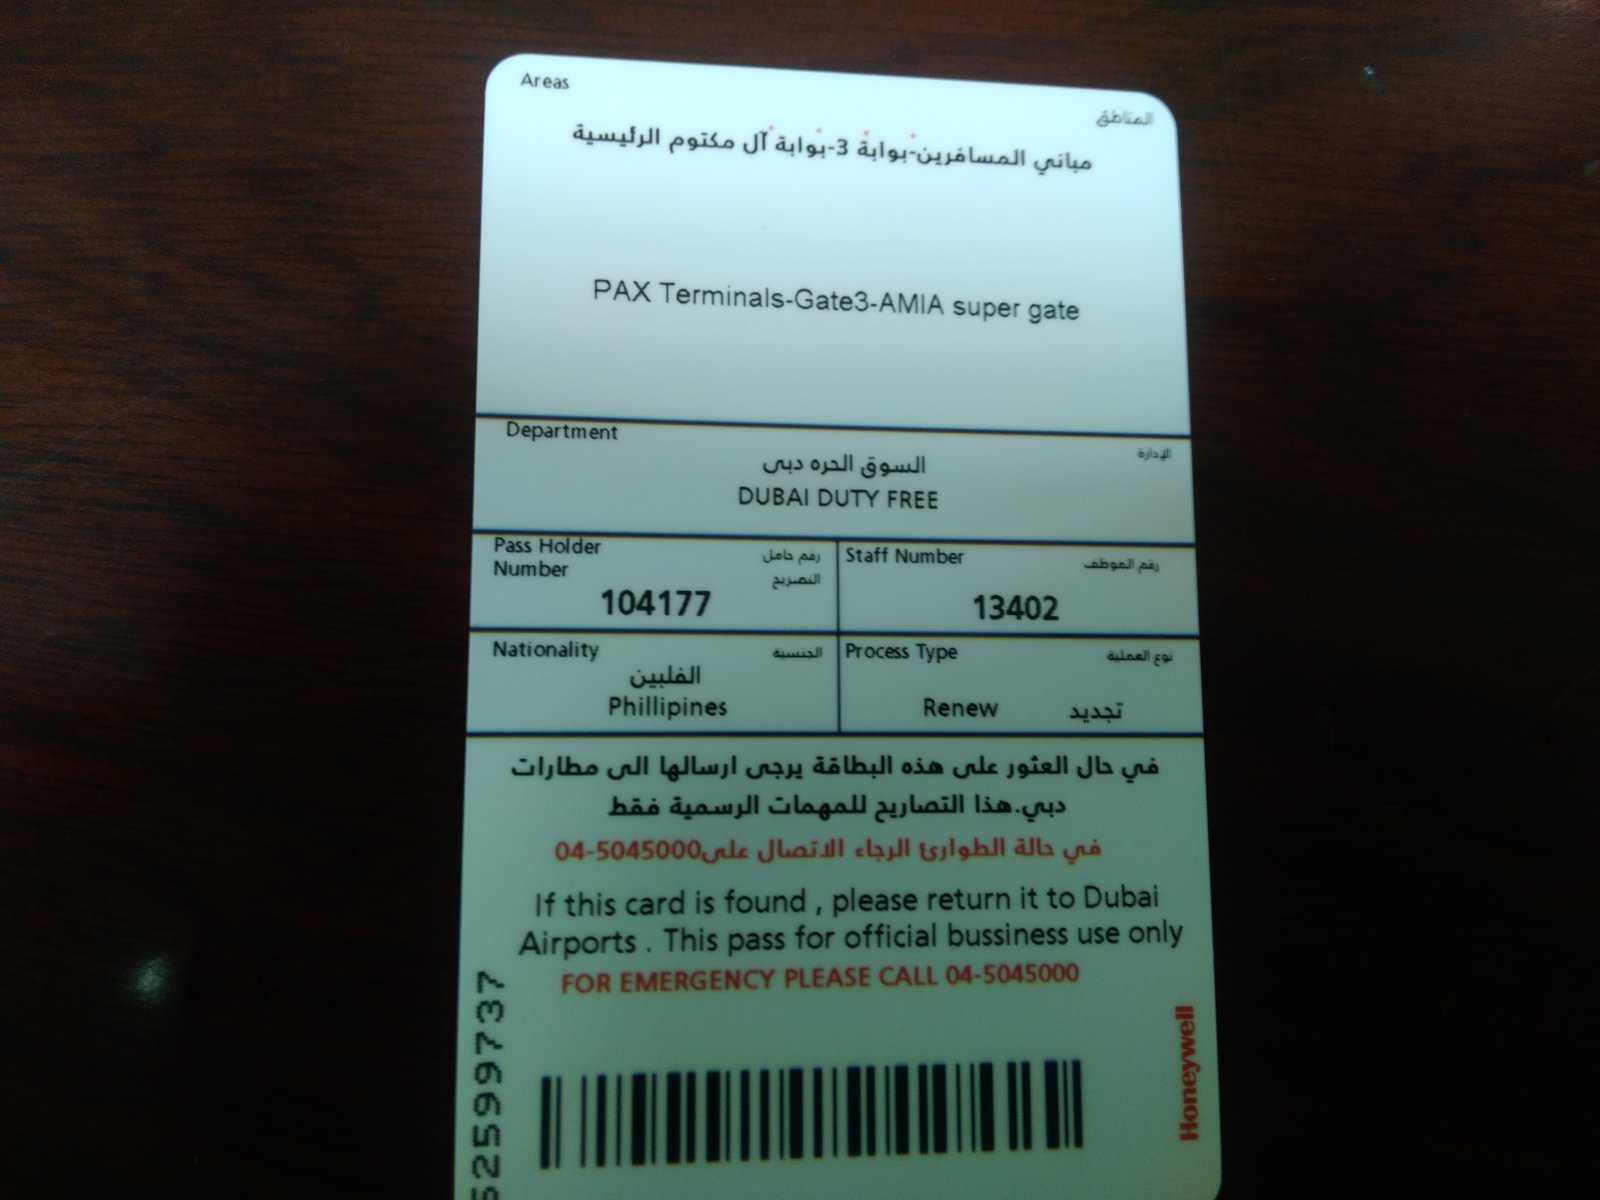 Areas
المناطق
مباني المسافرين-بوابة 3-بوابة آل مكتوم الرئيسية
PAX Terminals-Gate3-AMIA super gate
Department
الإدارة
السوق الحره دبى
DUBAI DUTY FREE
Pass Holder
Number
رقم حامل
التصريح
104177
Staff Number
رقم الموظف
13402
Nationality
الجنسية
الفلبين
Phillipines
Process Type
نوع العملية
Renew تجديد
في حال العثور على هذه البطاقة يرجى ارسالها الى مطارات
دبي.هذا التصاريح للمهمات الرسمية فقط
في حالة الطوارئ الرجاء الاتصال على04-5045000
If this card is found , please return it to Dubai
Airports . This pass for official bussiness use only
FOR EMERGENCY PLEASE CALL 04-5045000
52599737
Honeywell